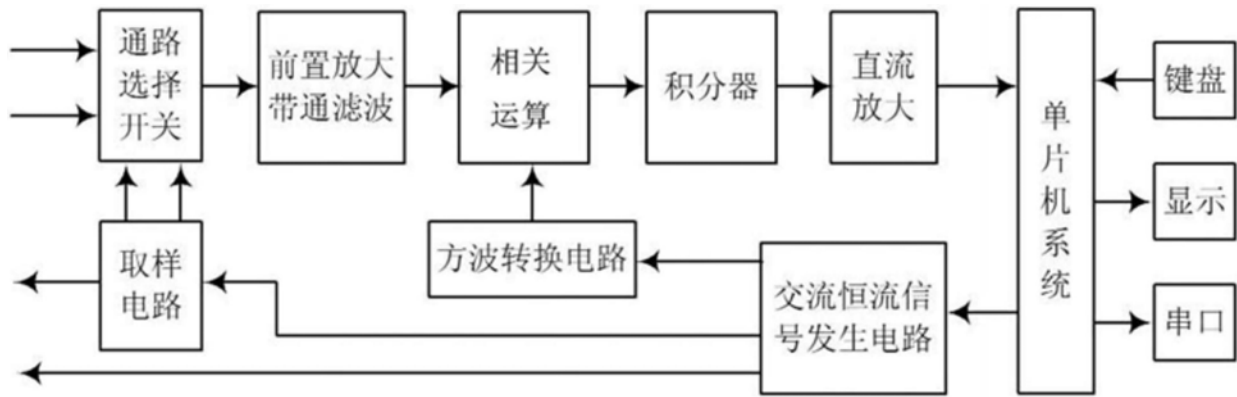 通路
选择
开关
前置放大
带通滤波
相关
运算
积分器
直流
放大
单
片
机
系
统
键盘
显示
串口
取样
电路
方波转换电路
交流恒流信
号发生电路